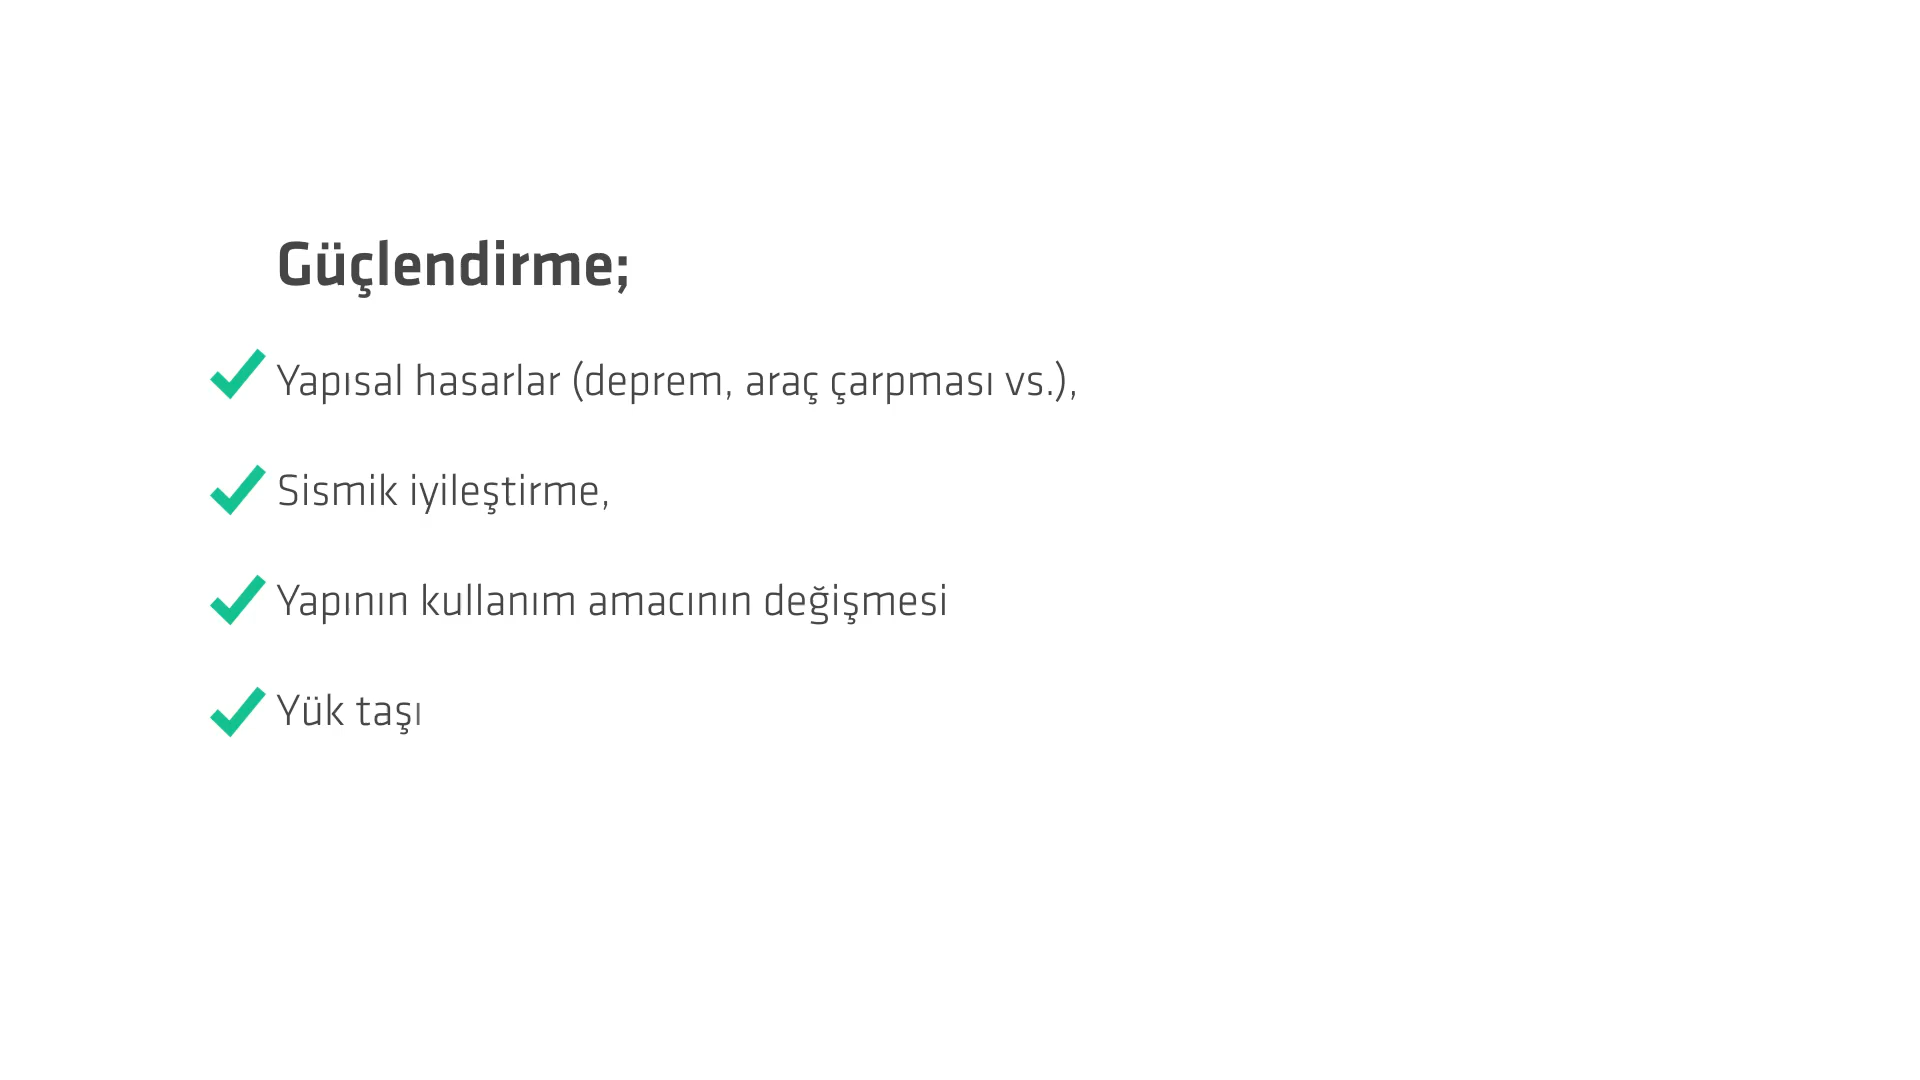 Güçlendirme;
Yapısal hasarlar (deprem, araç çarpması vs.),
Sismik iyileştirme,
Yapının kullanım amacının değişmesi
Yük taşı